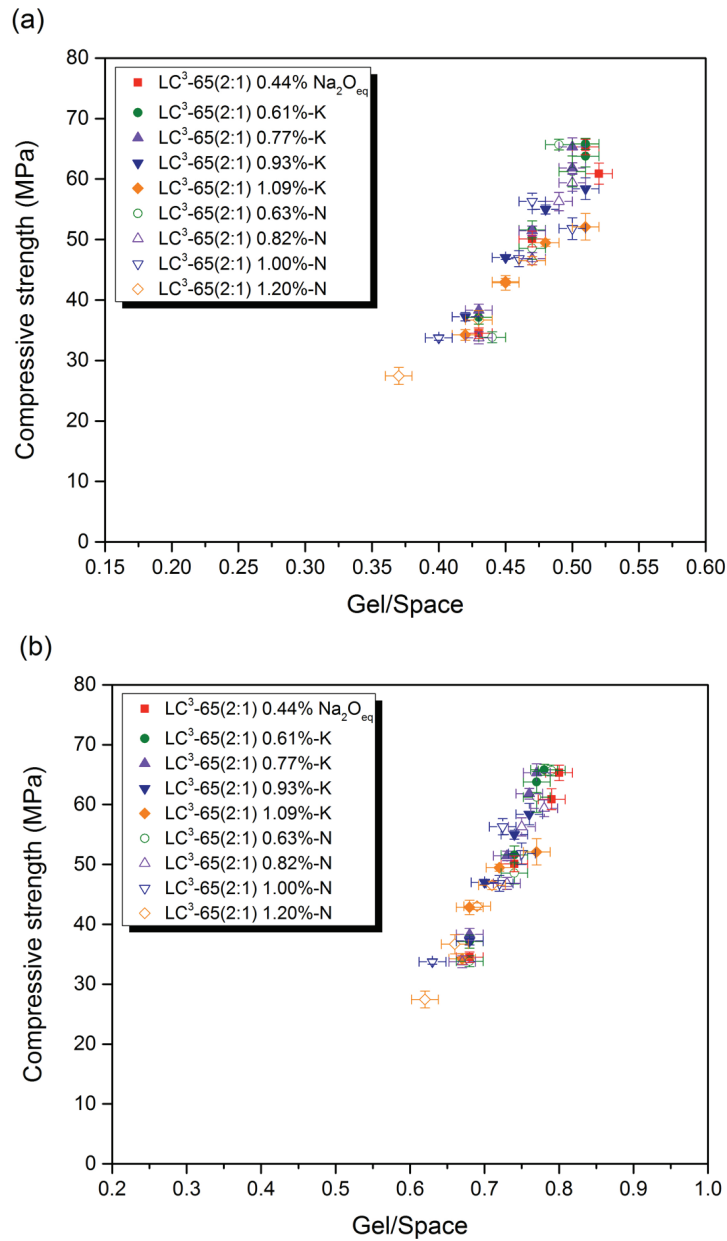 (a)
80
70
60
50
40
30
20
10
0
Compressive strength (MPa)
LC³-65(2:1) 0.44% Na₂Oeq
LC³-65(2:1) 0.61%-K
LC³-65(2:1) 0.77%-K
LC³-65(2:1) 0.93%-K
LC³-65(2:1) 1.09%-K
LC³-65(2:1) 0.63%-N
LC³-65(2:1) 0.82%-N
LC³-65(2:1) 1.00%-N
LC³-65(2:1) 1.20%-N
0.15 0.20 0.25 0.30 0.35 0.40 0.45 0.50 0.55 0.60
Gel/Space
(b)
80
70
60
50
40
30
20
10
0
Compressive strength (MPa)
LC³-65(2:1) 0.44% Na₂Oeq
LC³-65(2:1) 0.61%-K
LC³-65(2:1) 0.77%-K
LC³-65(2:1) 0.93%-K
LC³-65(2:1) 1.09%-K
LC³-65(2:1) 0.63%-N
LC³-65(2:1) 0.82%-N
LC³-65(2:1) 1.00%-N
LC³-65(2:1) 1.20%-N
0.2 0.3 0.4 0.5 0.6 0.7 0.8 0.9 1.0
Gel/Space